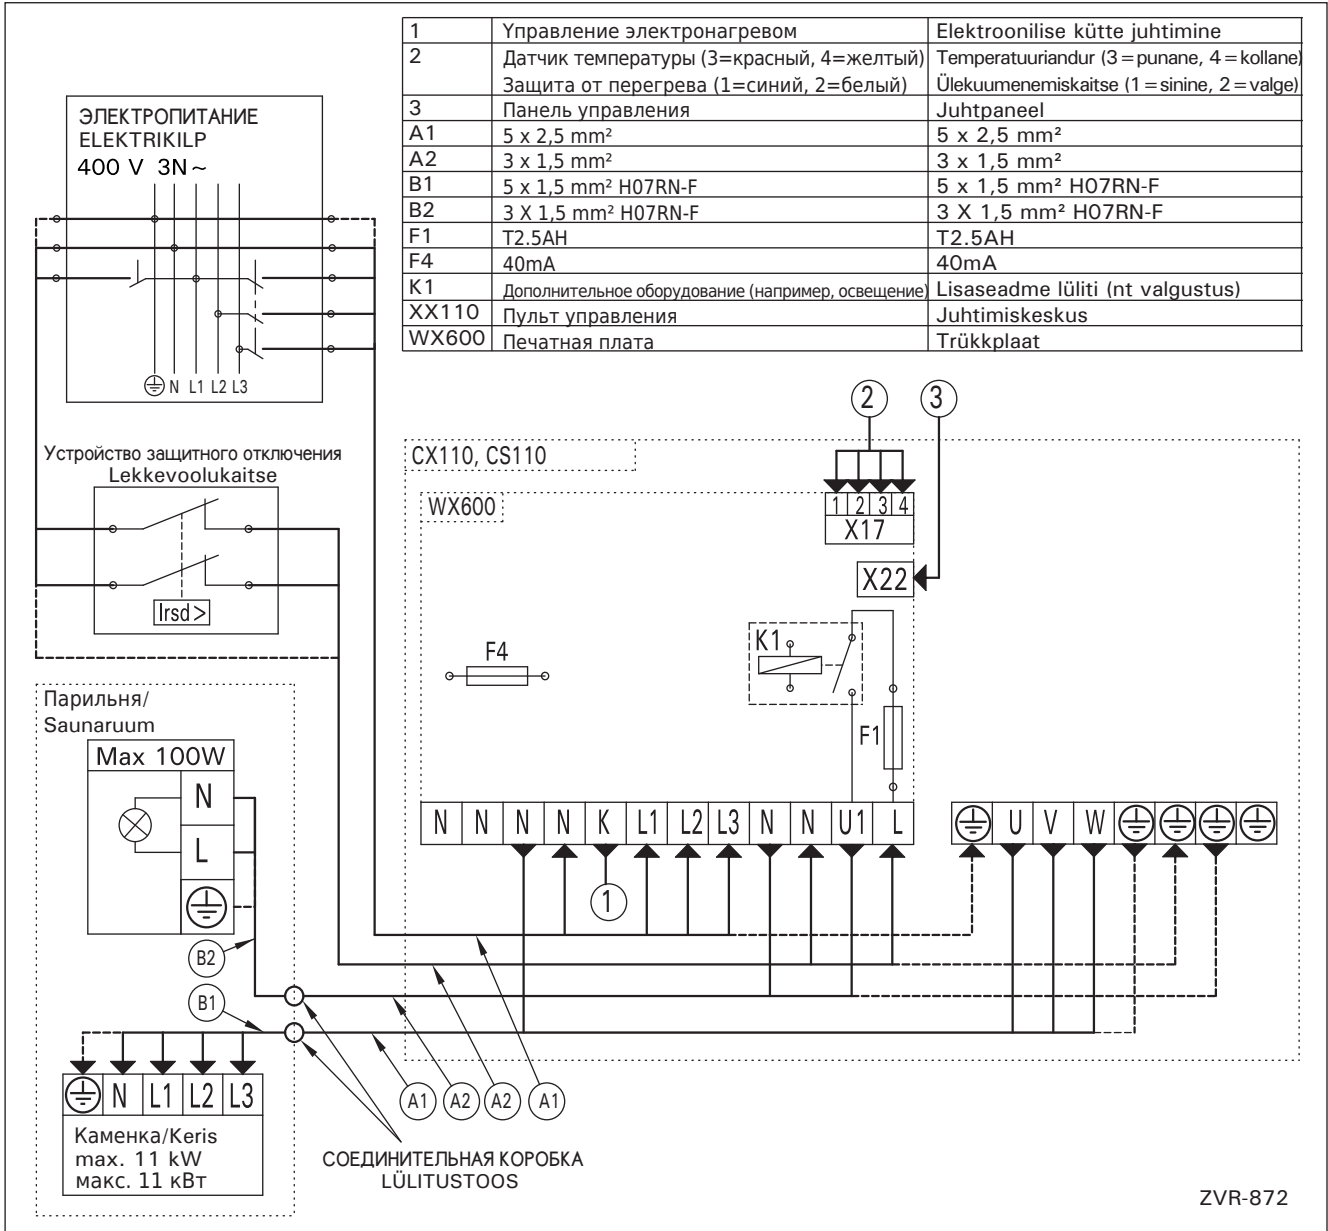 1 Управление электронагревом Elektroonilise kütte juhtimine
2 Датчик температуры (3=красный, 4=желтый) Temperatuuriandur (3=punane, 4=kollane)
Защита от перегрева (1=синий, 2=белый) Ülekuumenemiskaitse (1=sinine, 2=valge)
3 Панель управления Juhtpaneel
A1 5 x 2,5 mm² 5 x 2,5 mm²
A2 3 x 1,5 mm² 3 x 1,5 mm²
B1 5 x 1,5 mm² H07RN-F 5 x 1,5 mm² H07RN-F
B2 3 X 1,5 mm² H07RN-F 3 X 1,5 mm² H07RN-F
F1 T2.5AH T2.5AH
F4 40mA 40mA
K1 Дополнительное оборудование (например, освещение) Lisaseadme lüliti (nt valgustus)
XX110 Пульт управления Juhtimiskeskus
WX600 Печатная плата Trükkplaat
ЭЛЕКТРОПИТАНИЕ
ELEKTRIKILP
400 V 3N~
N L1 L2 L3
Устройство защитного отключения
Lekkevoolukaitse
Irsd>
2 3
CX110, CS110
WX600
1 2 3 4
X17
X22
K1
F4
F1
Парильня/
Saunaruum
Max 100W
N
L
N N N N K L1 L2 L3 N N U1 L
U V W
1
B2
B1
N L1 L2 L3
Каменка/Keris
max. 11 kW
макс. 11 кВт
A1 A2 A2 A1
СОЕДИНИТЕЛЬНАЯ КОРОБКА
LÜLITUSTOOS
ZVR-872